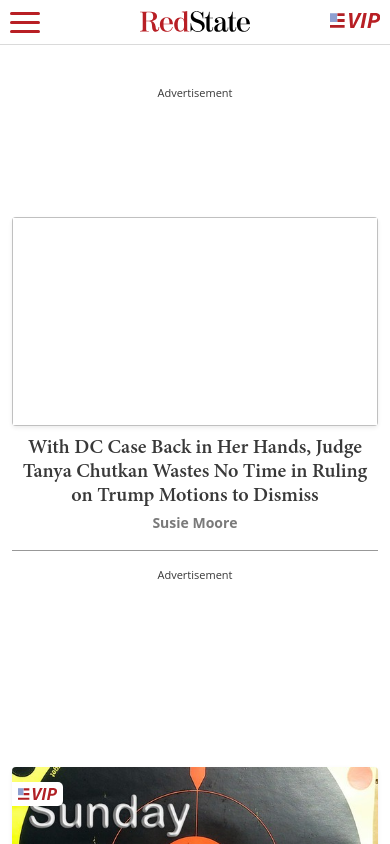 RedState
VIP
Advertisement
With DC Case Back in Her Hands, Judge
Tanya Chutkan Wastes No Time in Ruling
on Trump Motions to Dismiss
Susie Moore
Advertisement
VIP
Sunday